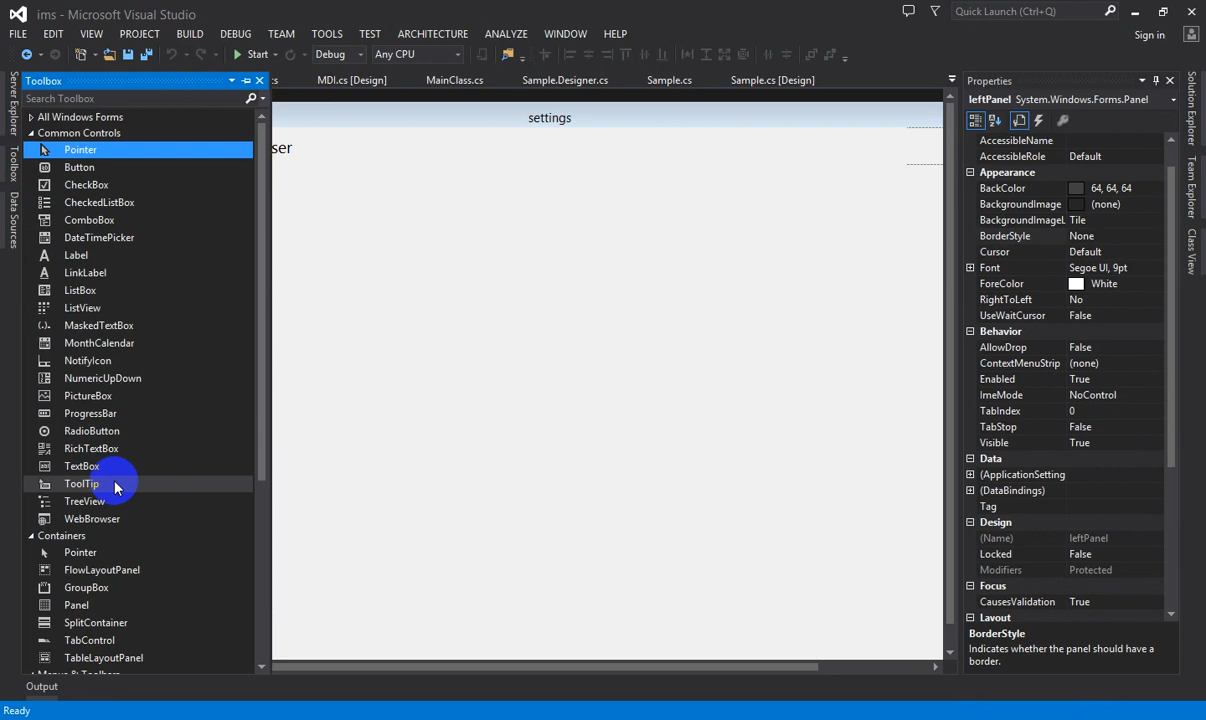 ims - Microsoft Visual Studio
Quick Launch (Ctrl+Q)
FILE EDIT VIEW PROJECT BUILD DEBUG TEAM TOOLS TEST ARCHITECTURE ANALYZE WINDOW HELP
Sign in
Start Debug Any CPU
Server Explorer
Toolbox
Data Sources
Toolbox
Search Toolbox
All Windows Forms
Common Controls
Pointer
Button
CheckBox
CheckedListBox
ComboBox
DateTimePicker
Label
LinkLabel
ListBox
ListView
MaskedTextBox
MonthCalendar
NotifyIcon
NumericUpDown
PictureBox
ProgressBar
RadioButton
RichTextBox
TextBox
ToolTip
TreeView
WebBrowser
Containers
Pointer
FlowLayoutPanel
GroupBox
Panel
SplitContainer
TabControl
TableLayoutPanel
cs MDI.cs [Design] MainClass.cs Sample.Designer.cs Sample.cs Sample.cs [Design]
settings
ser
Properties
leftPanel System.Windows.Forms.Panel
AccessibleName
AccessibleRole Default
Appearance
BackColor 64, 64, 64
BackgroundImage (none)
BackgroundImageL Tile
BorderStyle None
Cursor Default
Font Segoe UI, 9pt
ForeColor White
RightToLeft No
UseWaitCursor False
Behavior
AllowDrop False
ContextMenuStrip (none)
Enabled True
ImeMode NoControl
TabIndex 0
TabStop False
Visible True
Data
(ApplicationSetting
(DataBindings)
Tag
Design
(Name) leftPanel
Locked False
Modifiers Protected
Focus
CausesValidation True
Layout
BorderStyle
Indicates whether the panel should have a
border.
Solution Explorer
Team Explorer
Class View
Output
Ready